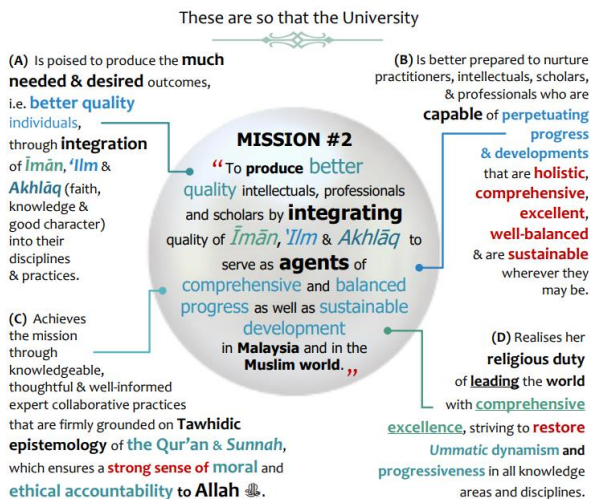 These are so that the University
(A) Is poised to produce the much
needed & desired outcomes,
i.e. better quality
individuals,
through integration
of Īmān, ‘Ilm &
Akhlāq (faith,
knowledge &
good character)
into their
disciplines
& practices.
(B) Is better prepared to nurture
practitioners, intellectuals, scholars,
& professionals who are
capable of perpetuating
progress
& developments
that are holistic,
comprehensive,
excellent,
well-balanced
& are sustainable
wherever they
may be.
MISSION #2
“To produce better
quality intellectuals, professionals
and scholars by integrating
quality of Īmān, ‘Ilm & Akhlāq to
serve as agents of
comprehensive and balanced
progress as well as sustainable
development
in Malaysia and in the
Muslim world.”
(C) Achieves
the mission
through
knowledgeable,
thoughtful & well-informed
expert collaborative practices
that are firmly grounded on Tawhidic
epistemology of the Qur’an & Sunnah,
which ensures a strong sense of moral and
ethical accountability to Allah ﷻ.
(D) Realises her
religious duty
of leading the world
with comprehensive
excellence, striving to restore
Ummatic dynamism and
progressiveness in all knowledge
areas and disciplines.